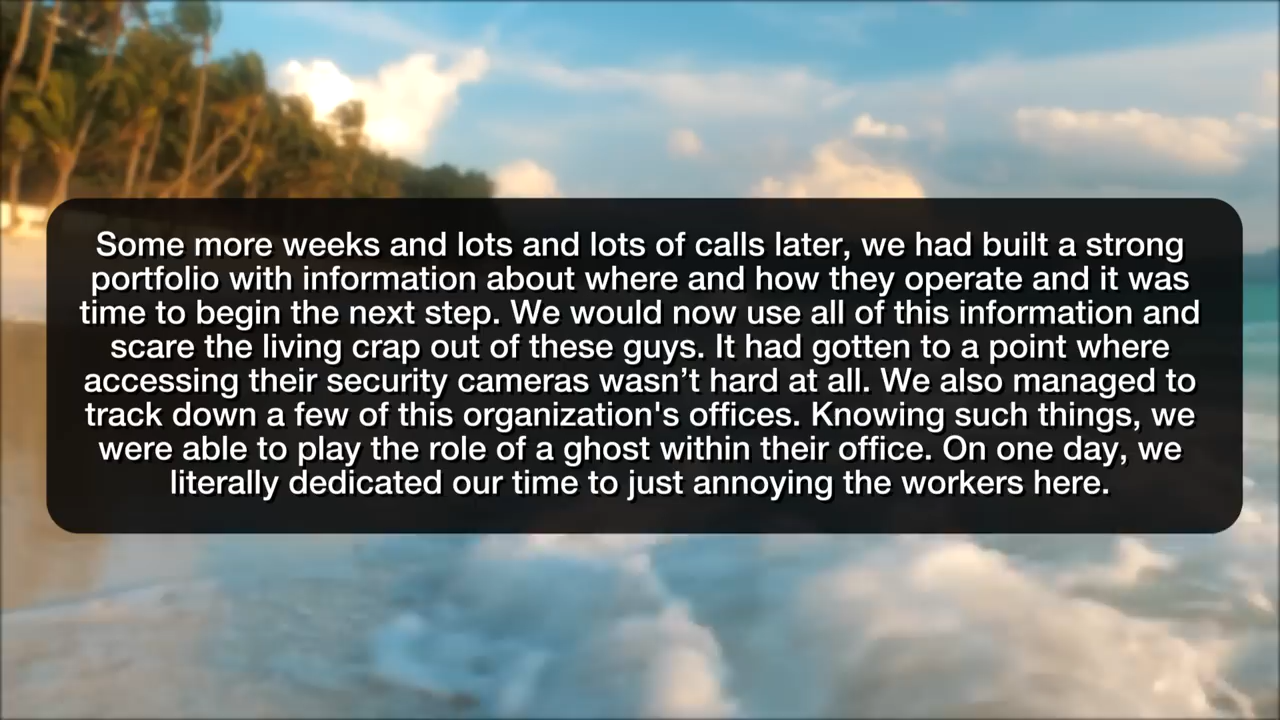 Some more weeks and lots and lots of calls later, we had built a strong
portfolio with information about where and how they operate and it was
time to begin the next step. We would now use all of this information and
scare the living crap out of these guys. It had gotten to a point where
accessing their security cameras wasn’t hard at all. We also managed to
track down a few of this organization's offices. Knowing such things, we
were able to play the role of a ghost within their office. On one day, we
literally dedicated our time to just annoying the workers here.